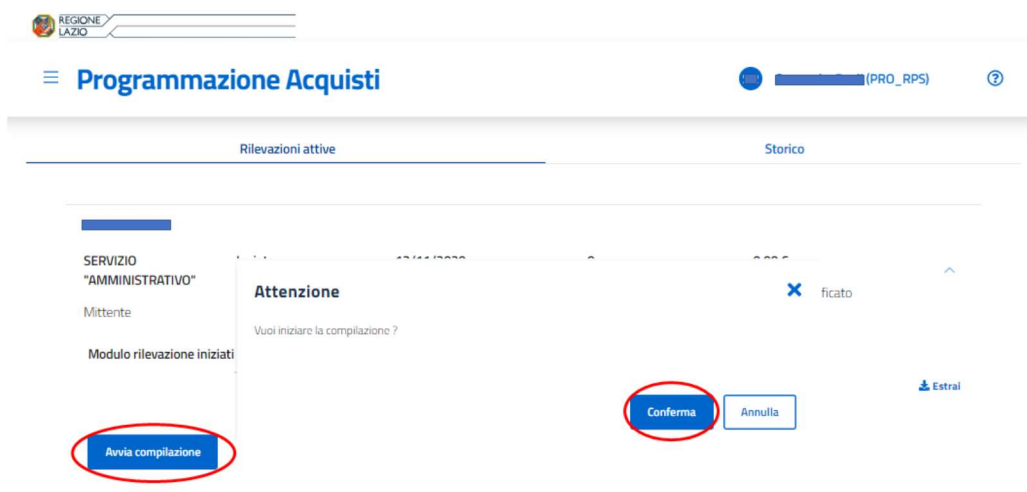 REGIONE
LAZIO
Programmazione Acquisti
(PRO_RPS)
Rilevazioni attive
Storico
SERVIZIO
"AMMINISTRATIVO"
Mittente
Modulo rilevazione iniziati
Attenzione
ficato
Vuoi iniziare la compilazione ?
Estrai
Conferma
Annulla
Avvia compilazione